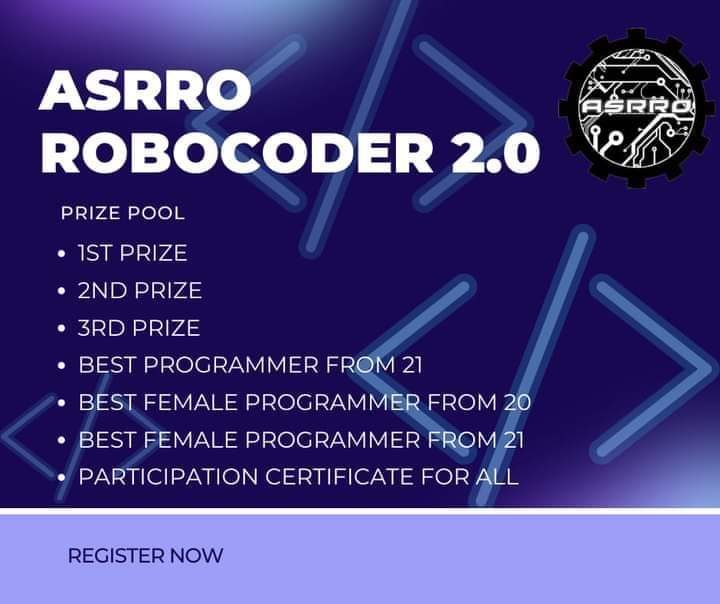 ASRRO
ROBOCODER 2.0
ASRRO
PRIZE POOL
• 1ST PRIZE
• 2ND PRIZE
• 3RD PRIZE
• BEST PROGRAMMER FROM 21
• BEST FEMALE PROGRAMMER FROM 20
• BEST FEMALE PROGRAMMER FROM 21
• PARTICIPATION CERTIFICATE FOR ALL
REGISTER NOW